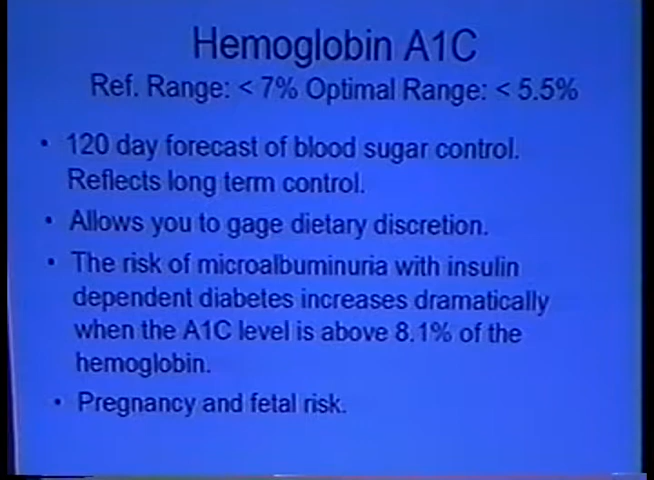 Hemoglobin A1C
Ref. Range: < 7% Optimal Range: < 5.5%
• 120 day forecast of blood sugar control.
Reflects long term control.
• Allows you to gage dietary discretion.
• The risk of microalbuminuria with insulin
dependent diabetes increases dramatically
when the A1C level is above 8.1% of the
hemoglobin.
• Pregnancy and fetal risk.